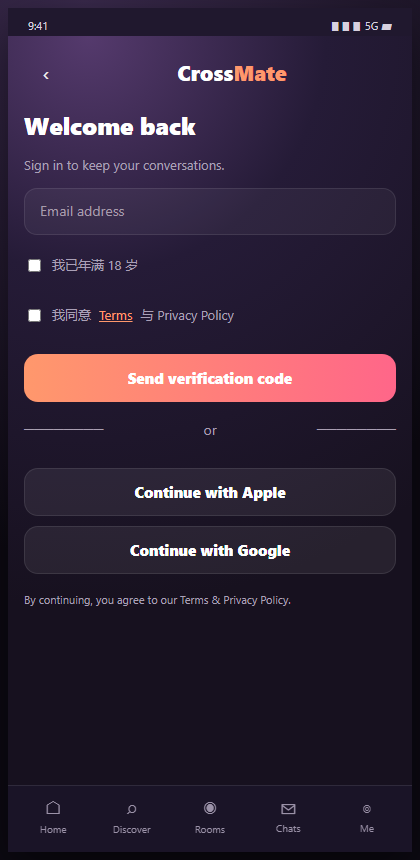 9:41
5G
‹
CrossMate
Welcome back
Sign in to keep your conversations.
Email address
我已年满 18 岁
我同意 Terms 与 Privacy Policy
Send verification code
or
Continue with Apple
Continue with Google
By continuing, you agree to our Terms & Privacy Policy.
Home Discover Rooms Chats Me